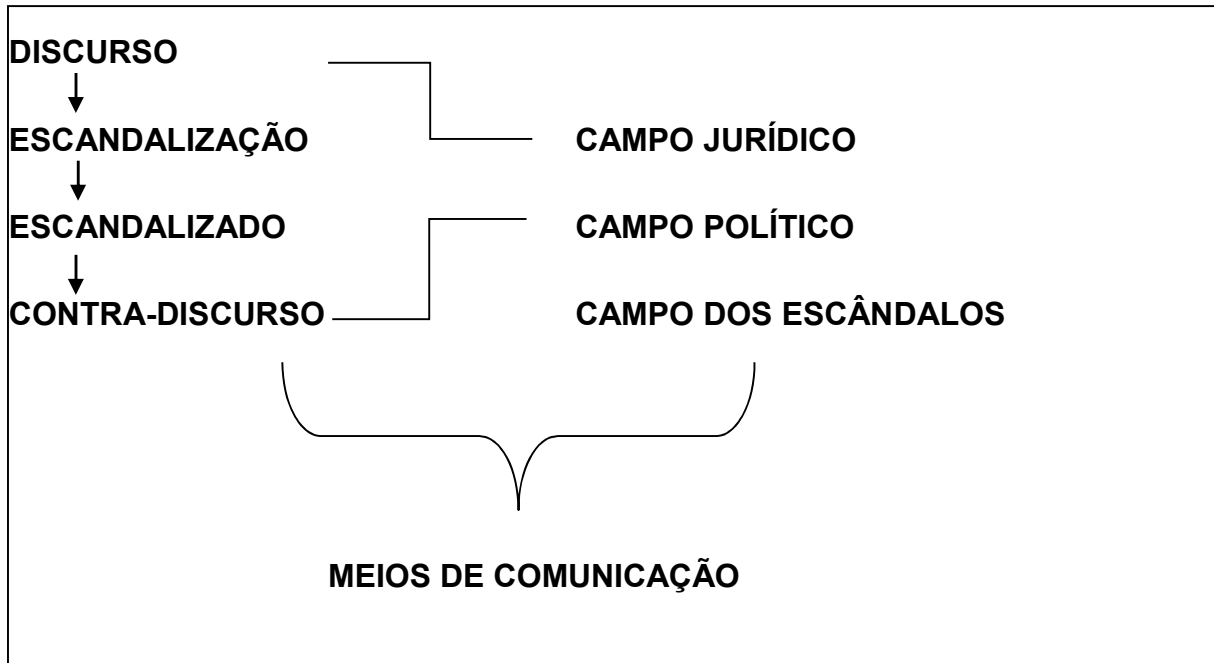 DISCURSO
ESCANDALIZAÇÃO CAMPO JURÍDICO
ESCANDALIZADO CAMPO POLÍTICO
CONTRA-DISCURSO CAMPO DOS ESCÂNDALOS
MEIOS DE COMUNICAÇÃO